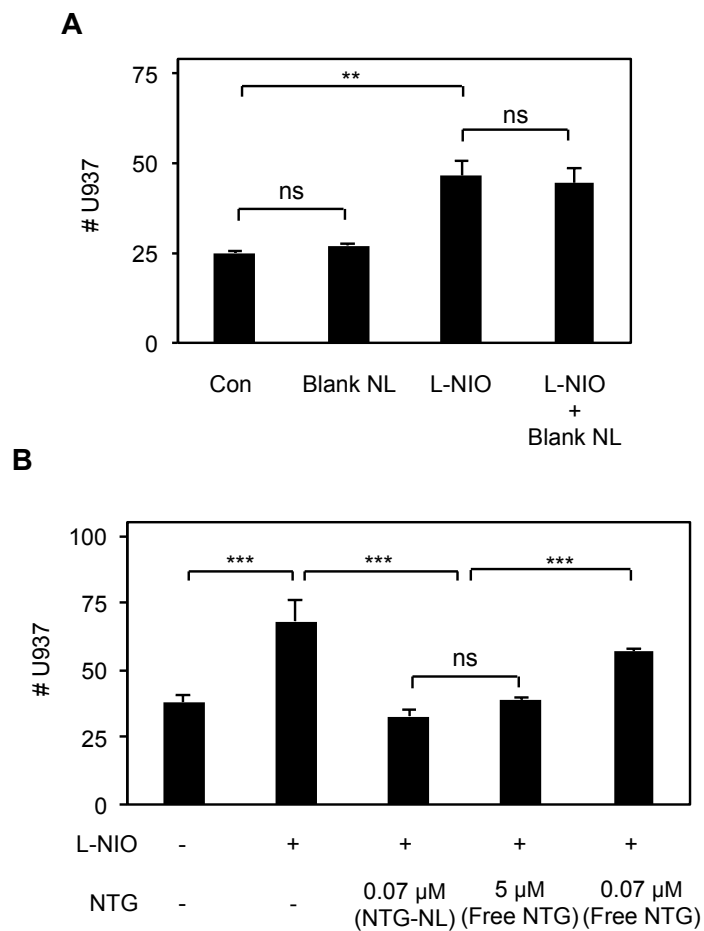 A
75
**
ns
50
# U937
ns
25
0
Con Blank NL L-NIO L-NIO
+
Blank NL
B
100
*** *** ***
75
ns
# U937
50
25
0
L-NIO - + + + +
NTG - - 0.07 µM 5 µM 0.07 µM
(NTG-NL) (Free NTG) (Free NTG)